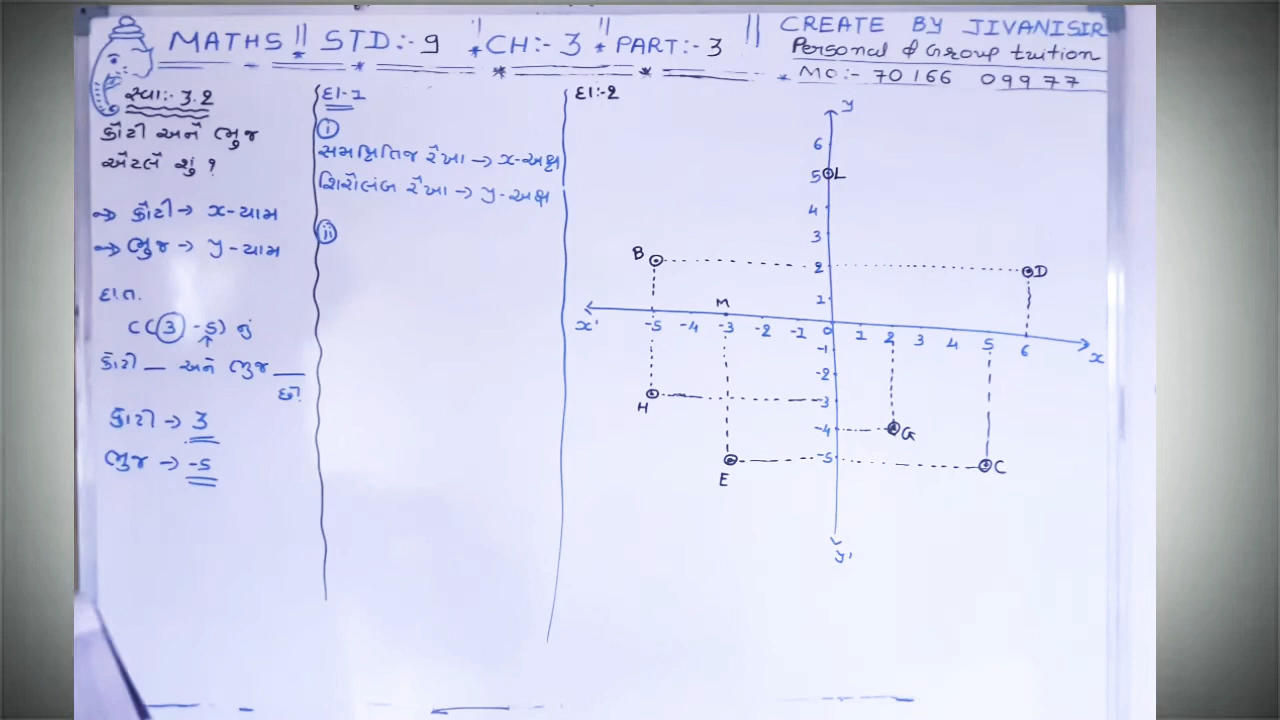 MATHS || STD:- 9 * CH:- 3 * PART:- 3 ||
CREATE BY JIVANISIR
Personal & Group tuition
MO:- 70166 09977
સ્વા:- 3.2
કોટી અને ભુજ
એટલે શું ?
→ કોટી → x-યામ
→ ભુજ → y-યામ
દા.ત.
C(3 -5) નું
કોટી __ અને ભુજ __
છે.
કોટી → 3
ભુજ → -5
દા-1
i
સમક્ષિતિજ રેખા → x-અક્ષ
શિરોલંબ રેખા → y-અક્ષ
ii
દા:-2
y
6
5 L
4
3
B 2 D
1
M
x' -5 -4 -3 -2 -1 0 1 2 3 4 5 6 x
-1
-2
H -3
-4 G
E -5 C
y'